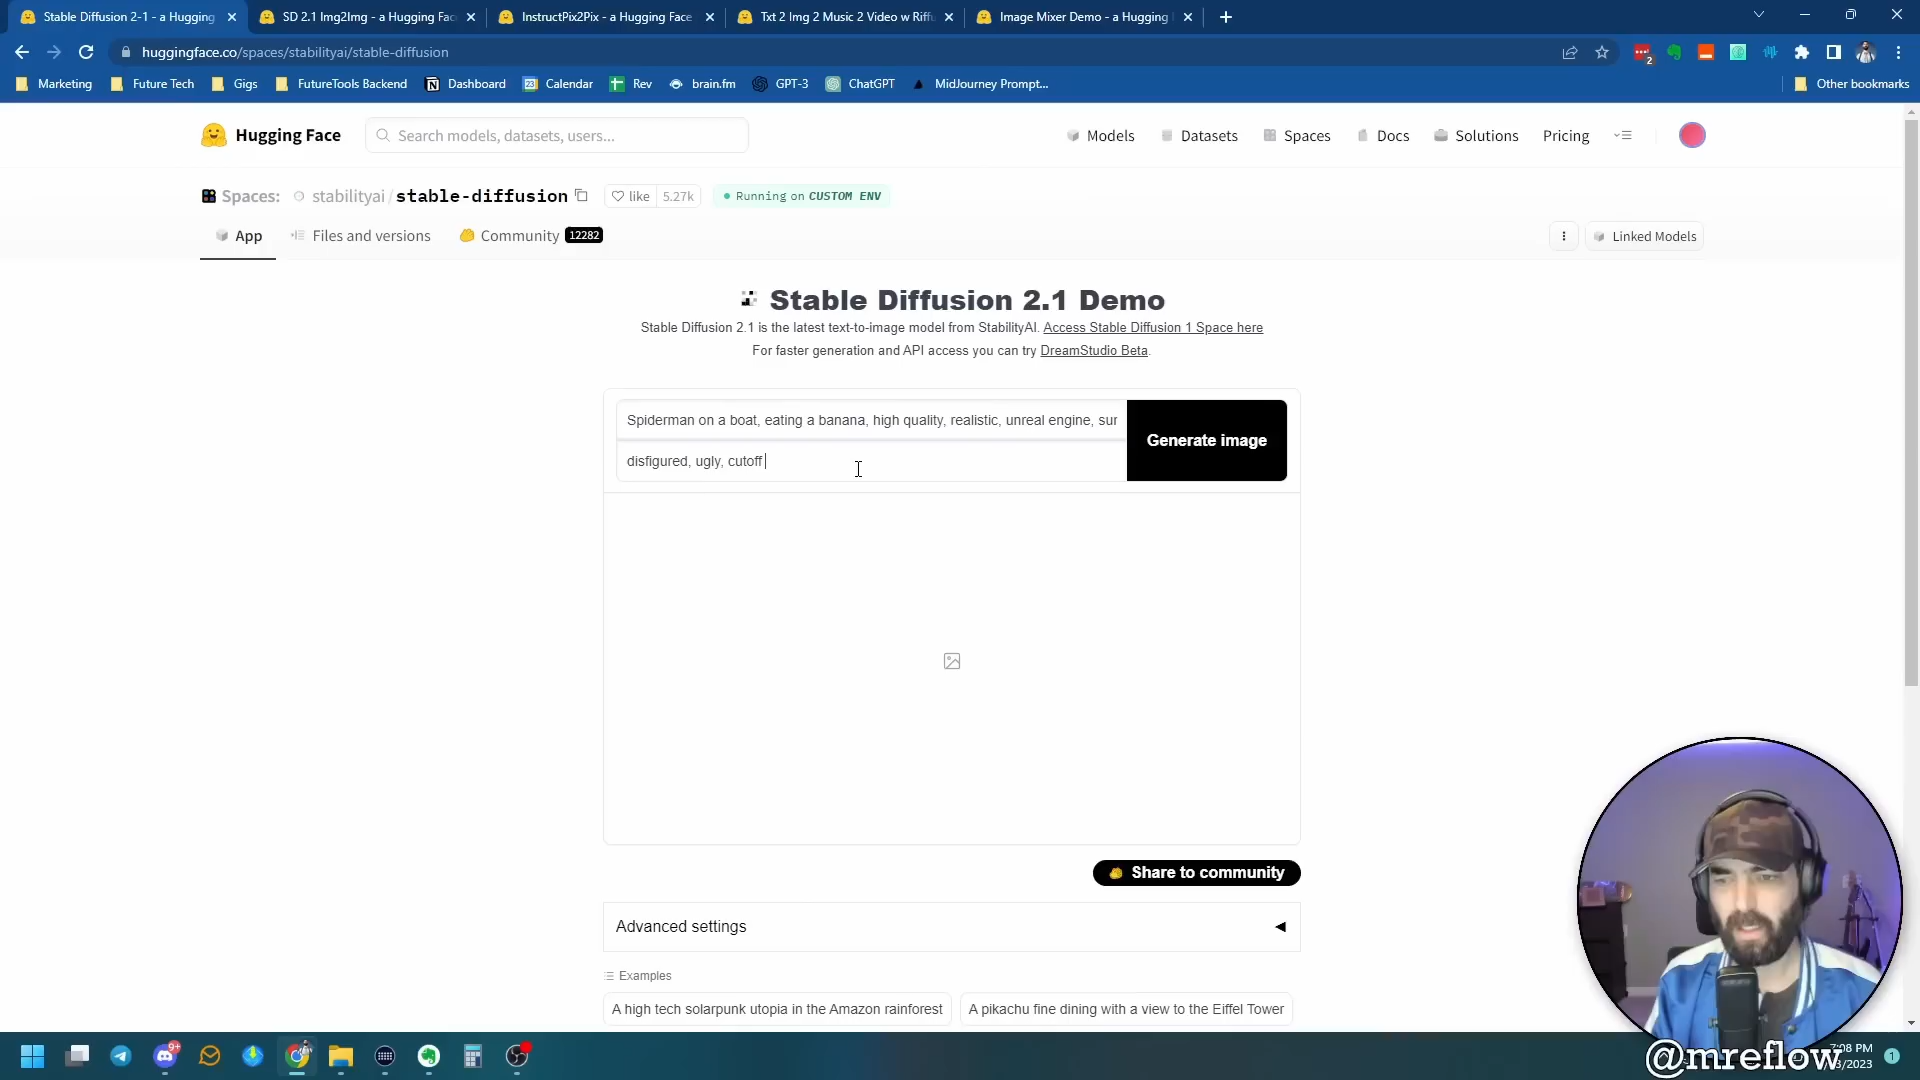 Stable Diffusion 2-1 - a Hugging
SD 2.1 Img2Img - a Hugging Fac
InstructPix2Pix - a Hugging Face
Txt 2 Img 2 Music 2 Video w Riffu
Image Mixer Demo - a Hugging
huggingface.co/spaces/stabilityai/stable-diffusion
2
Marketing
Future Tech
Gigs
FutureTools Backend
Dashboard
Calendar
Rev
brain.fm
GPT-3
ChatGPT
MidJourney Prompt...
Other bookmarks
Hugging Face
Search models, datasets, users...
Models
Datasets
Spaces
Docs
Solutions
Pricing
Spaces:
stabilityai/stable-diffusion
like 5.27k
Running on CUSTOM ENV
App
Files and versions
Community 12282
Linked Models
Stable Diffusion 2.1 Demo
Stable Diffusion 2.1 is the latest text-to-image model from StabilityAI. Access Stable Diffusion 1 Space here
For faster generation and API access you can try DreamStudio Beta.
Spiderman on a boat, eating a banana, high quality, realistic, unreal engine, sur
disfigured, ugly, cutoff
Generate image
Share to community
Advanced settings
Examples
A high tech solarpunk utopia in the Amazon rainforest
A pikachu fine dining with a view to the Eiffel Tower
9+
@mreflow
7:08 PM
3/2023
1